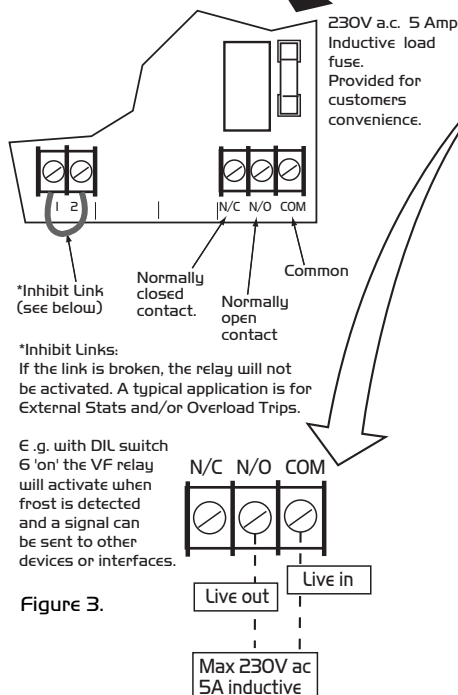 230V a.c. 5 Amp
Inductive load
fuse.
Provided for
customers
convenience.
1 2
N/C N/O COM
*Inhibit Link
(see below)
Normally
closed
contact.
Normally
open
contact
Common
*Inhibit Links:
If the link is broken, the relay will not
be activated. A typical application is for
External Stats and/or Overload Trips.
E .g. with DIL switch
6 'on' the VF relay
will activate when
frost is detected
and a signal can
be sent to other
devices or interfaces.
Figure 3.
N/C N/O COM
Live out
Live in
Max 230V ac
5A inductive